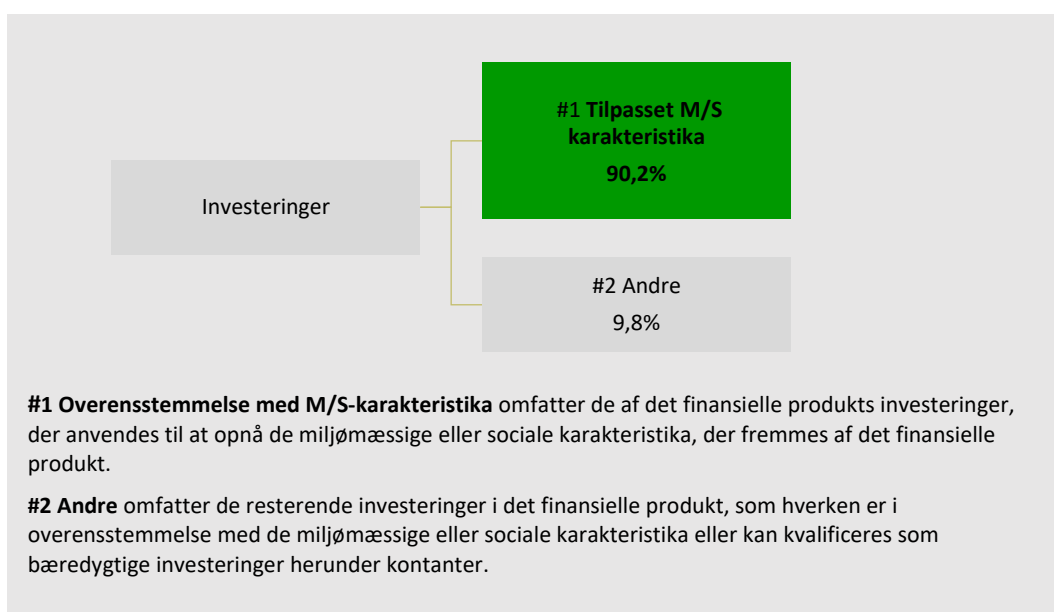 #1 Tilpasset M/S
karakteristika
90,2%
Investeringer
#2 Andre
9,8%
#1 Overensstemmelse med M/S-karakteristika omfatter de af det finansielle produkts investeringer,
der anvendes til at opnå de miljømæssige eller sociale karakteristika, der fremmes af det finansielle
produkt.
#2 Andre omfatter de resterende investeringer i det finansielle produkt, som hverken er i
overensstemmelse med de miljømæssige eller sociale karakteristika eller kan kvalificeres som
bæredygtige investeringer herunder kontanter.